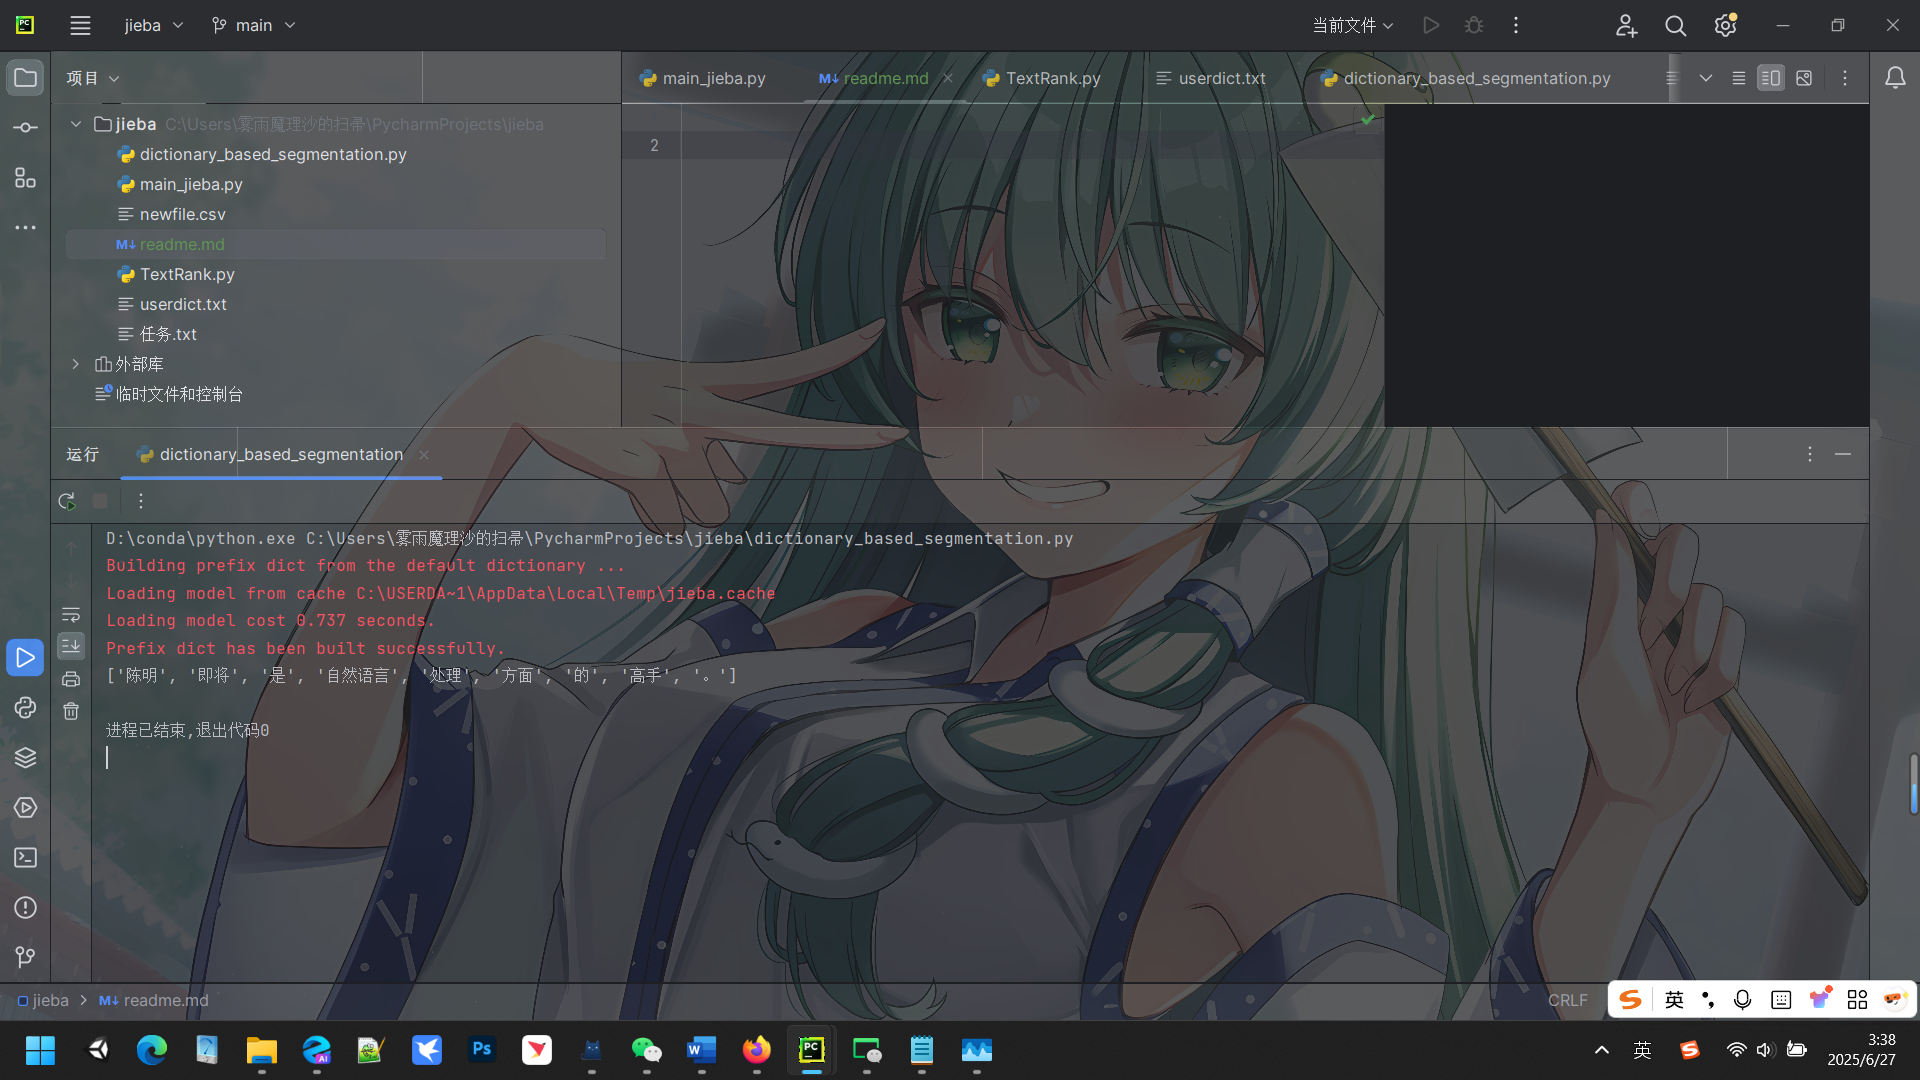 jieba main 当前文件
项目
main_jieba.py readme.md TextRank.py userdict.txt dictionary_based_segmentation.py
jieba C:\Users\雾雨魔理沙的扫帚\PycharmProjects\jieba
dictionary_based_segmentation.py
main_jieba.py
newfile.csv
readme.md
TextRank.py
userdict.txt
任务.txt
外部库
临时文件和控制台
2
运行 dictionary_based_segmentation
D:\conda\python.exe C:\Users\雾雨魔理沙的扫帚\PycharmProjects\jieba\dictionary_based_segmentation.py
Building prefix dict from the default dictionary ...
Loading model from cache C:\USERDA~1\AppData\Local\Temp\jieba.cache
Loading model cost 0.737 seconds.
Prefix dict has been built successfully.
['陈明', '即将', '是', '自然语言', '处理', '方面', '的', '高手', '。']
进程已结束,退出代码0
jieba readme.md CRLF
英
英
3:38
2025/6/27